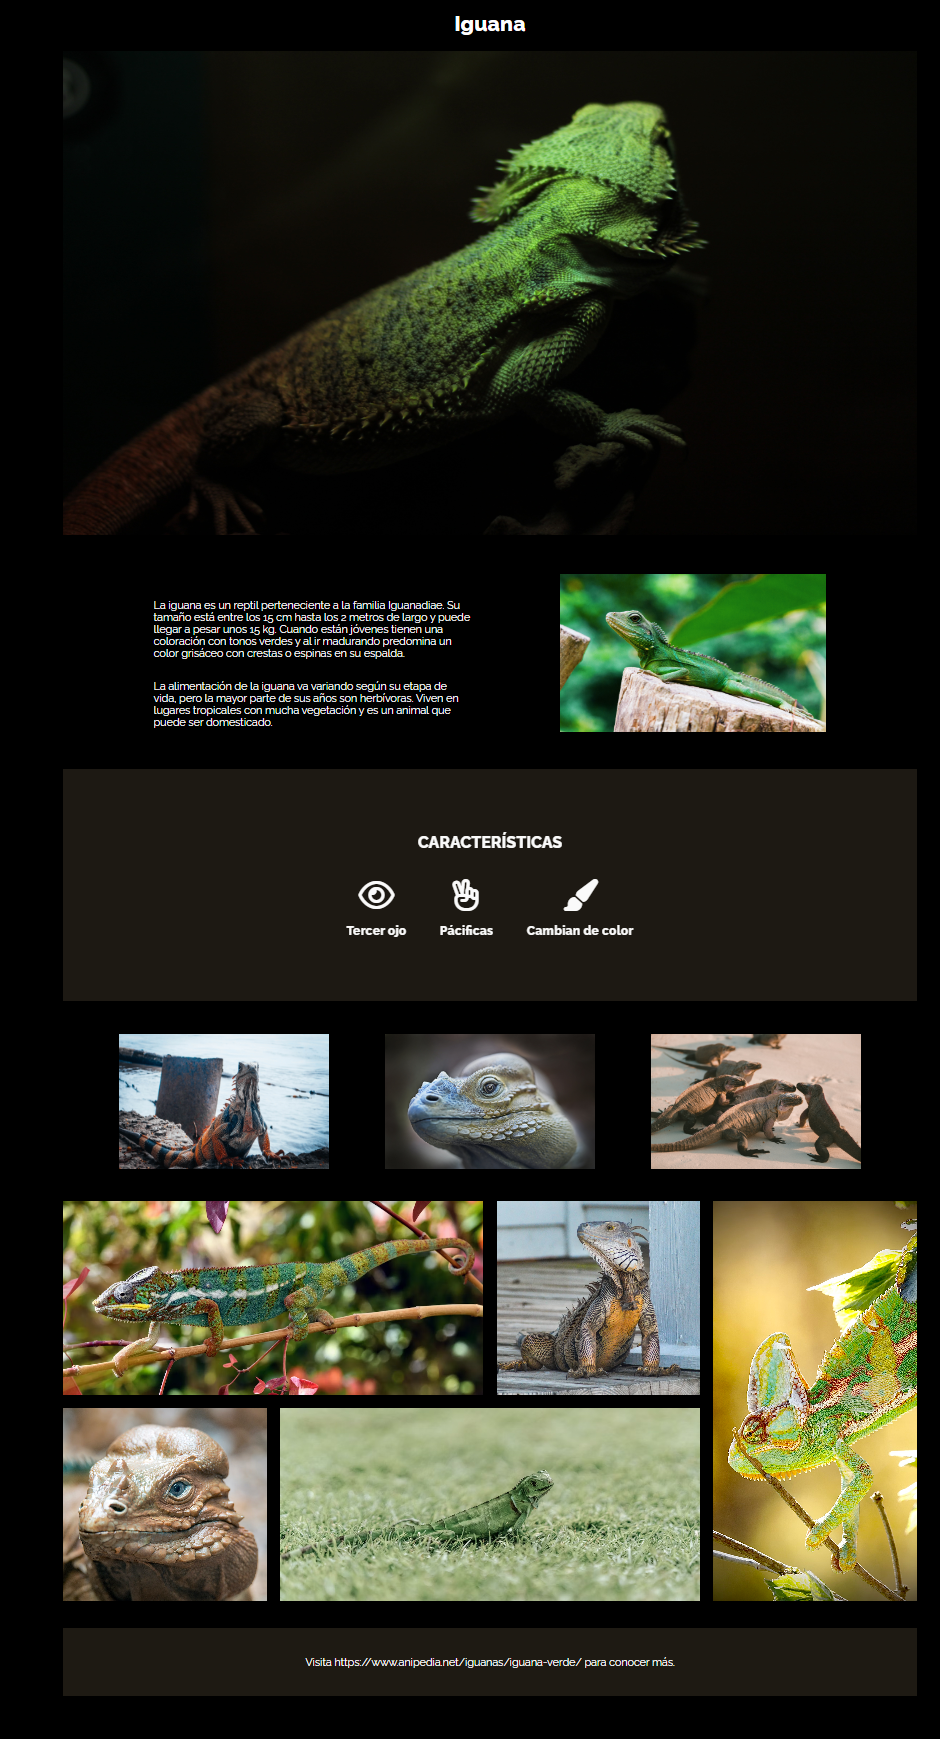 Iguana
La iguana es un reptil perteneciente a la familia Iguanadiae. Su
tamaño está entre los 15 cm hasta los 2 metros de largo y puede
llegar a pesar unos 15 kg. Cuando están jóvenes tienen una
coloración con tonos verdes y al ir madurando predomina un
color grisáceo con crestas o espinas en su espalda.
La alimentación de la iguana va variando según su etapa de
vida, pero la mayor parte de sus años son herbívoras. Viven en
lugares tropicales con mucha vegetación y es un animal que
puede ser domesticado.
CARACTERÍSTICAS
Tercer ojo
Pácificas
Cambian de color
Visita https://www.anipedia.net/iguanas/iguana-verde/ para conocer más.